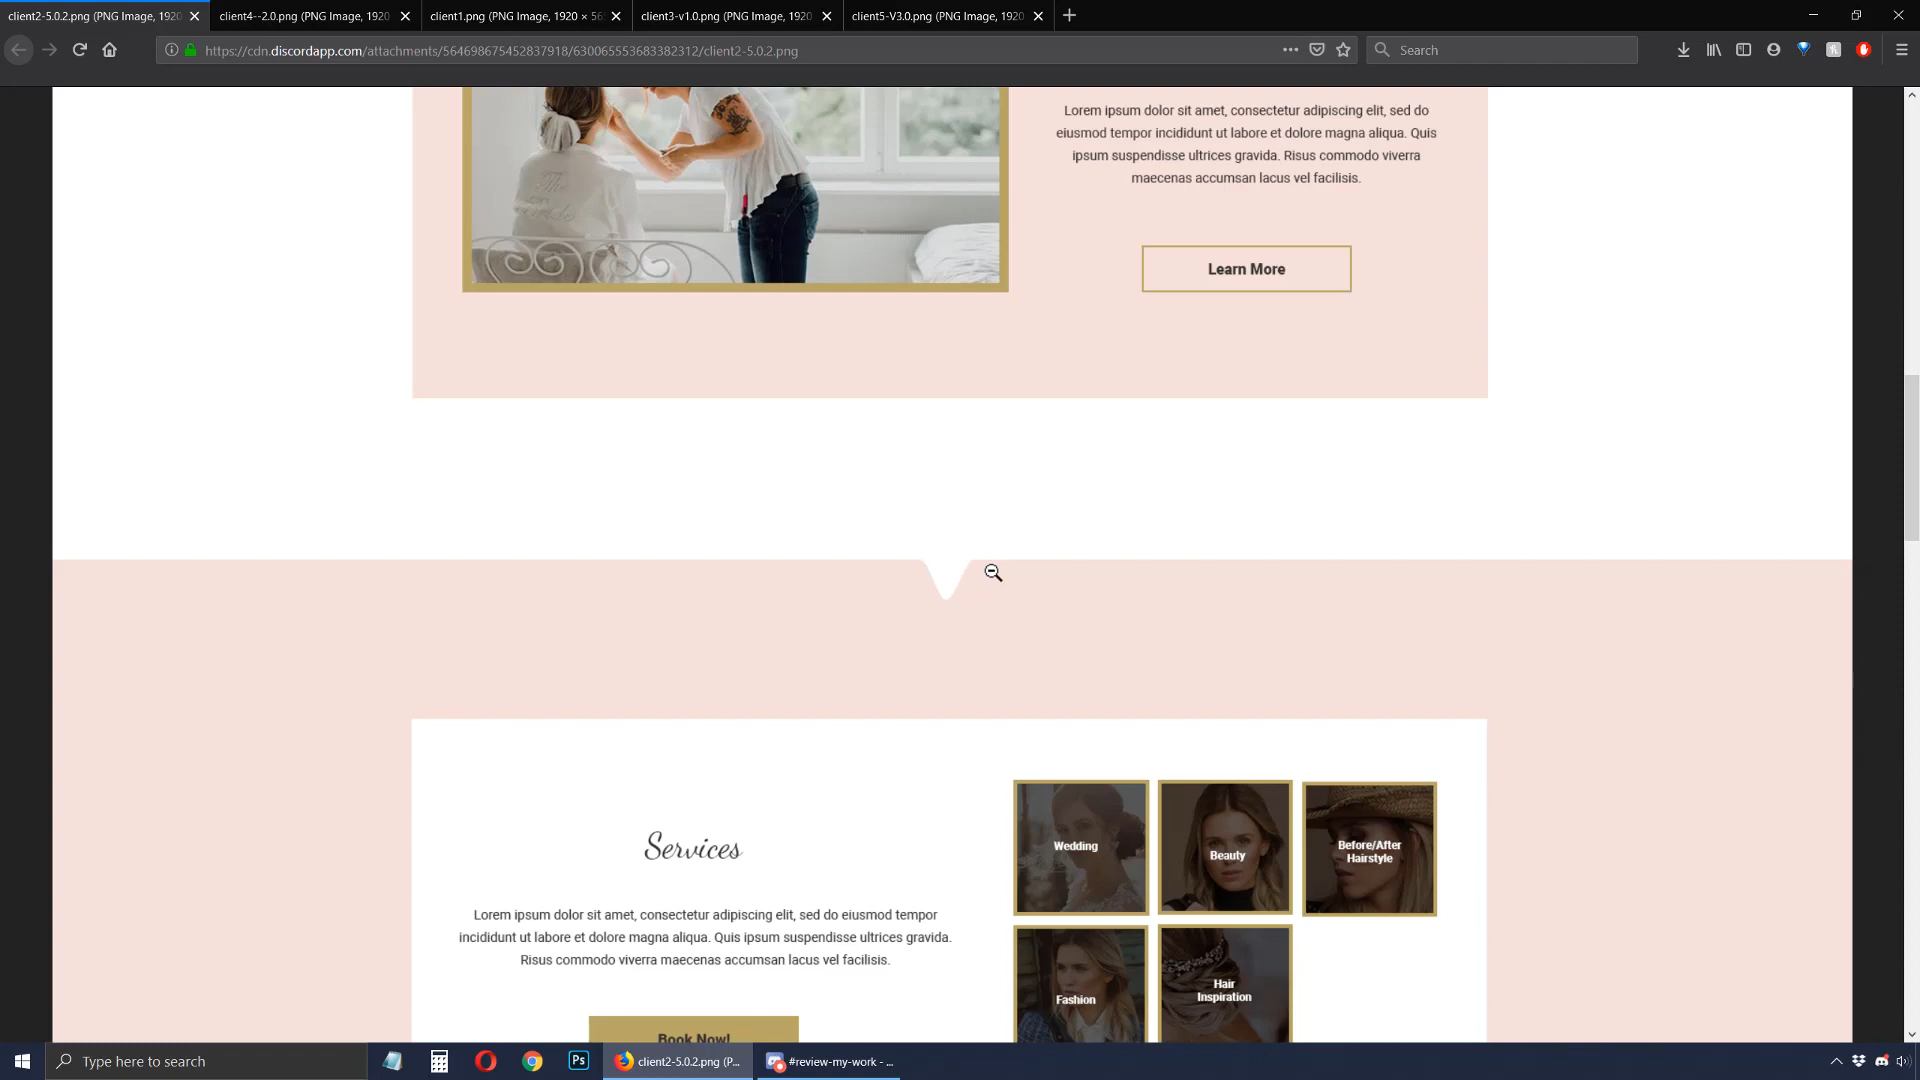 client2-5.0.2.png (PNG Image, 1920
client4--2.0.png (PNG Image, 1920
client1.png (PNG Image, 1920 × 56
client3-v1.0.png (PNG Image, 1920
client5-V3.0.png (PNG Image, 1920
https://cdn.discordapp.com/attachments/564698675452837918/630065553683382312/client2-5.0.2.png
Search
Lorem ipsum dolor sit amet, consectetur adipiscing elit, sed do
eiusmod tempor incididunt ut labore et dolore magna aliqua. Quis
ipsum suspendisse ultrices gravida. Risus commodo viverra
maecenas accumsan lacus vel facilisis.
Learn More
Services
Lorem ipsum dolor sit amet, consectetur adipiscing elit, sed do eiusmod tempor
incididunt ut labore et dolore magna aliqua. Quis ipsum suspendisse ultrices gravida.
Risus commodo viverra maecenas accumsan lacus vel facilisis.
Book Now!
Wedding
Beauty
Before/After
Hairstyle
Fashion
Hair
Inspiration
Type here to search
Ps
client2-5.0.2.png (P...
#review-my-work - ...